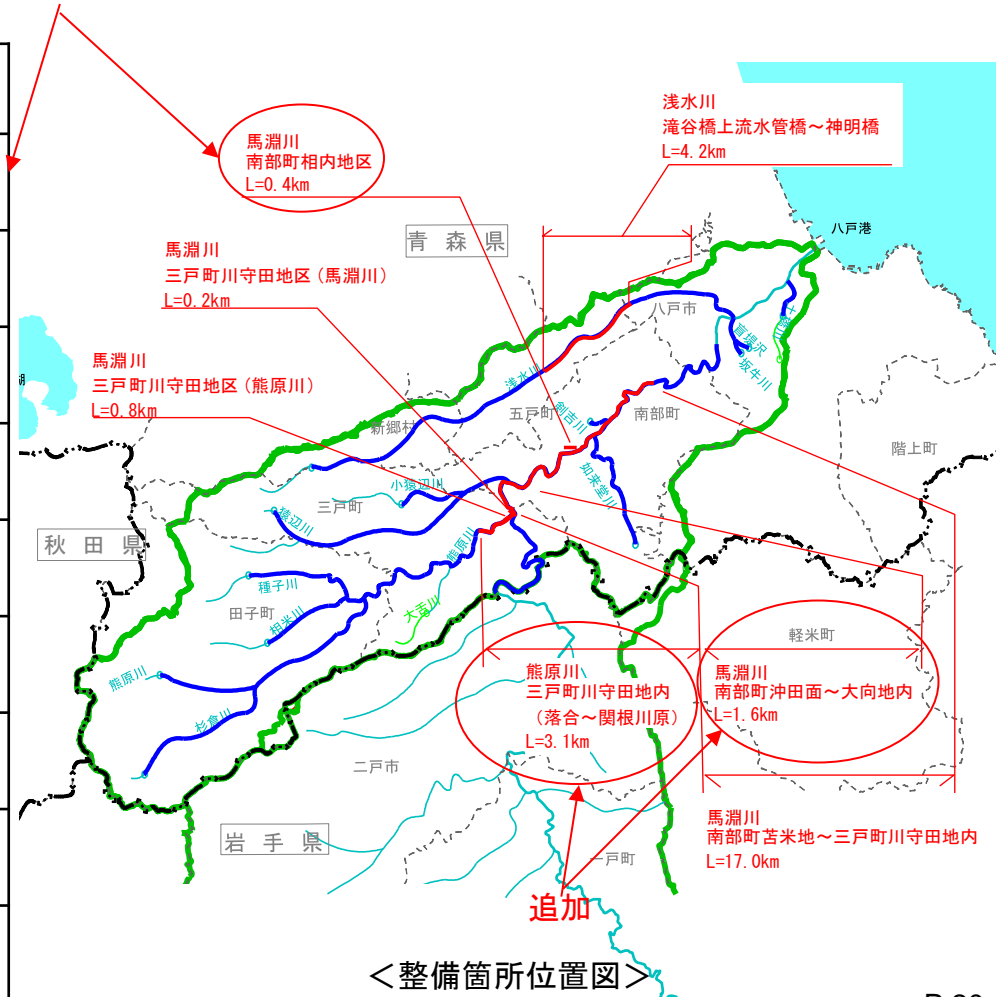 浅水川
滝谷橋上流水管橋～神明橋
L=4.2km
馬淵川
南部町相内地区
L=0.4km
青森県
八戸港
馬淵川
三戸町川守田地区(馬淵川)
L=0.2km
八戸市
盲堤沢
坂牛川
馬淵川
三戸町川守田地区(熊原川)
L=0.8km
浅水川
五戸町
剣吉川
南部町
新郷村
階上町
小猿辺川
如来堂川
三戸町
猿辺川
秋田県
熊原川
種子川
田子町
相米川
軽米町
熊原川
熊原川
三戸町川守田地内
(落合～関根川原)
L=3.1km
馬淵川
南部町沖田面～大向地内
L=1.6km
杉倉川
二戸市
馬淵川
南部町苫米地～三戸町川守田地内
L=17.0km
岩手県
一戸町
追加
＜整備箇所位置図＞